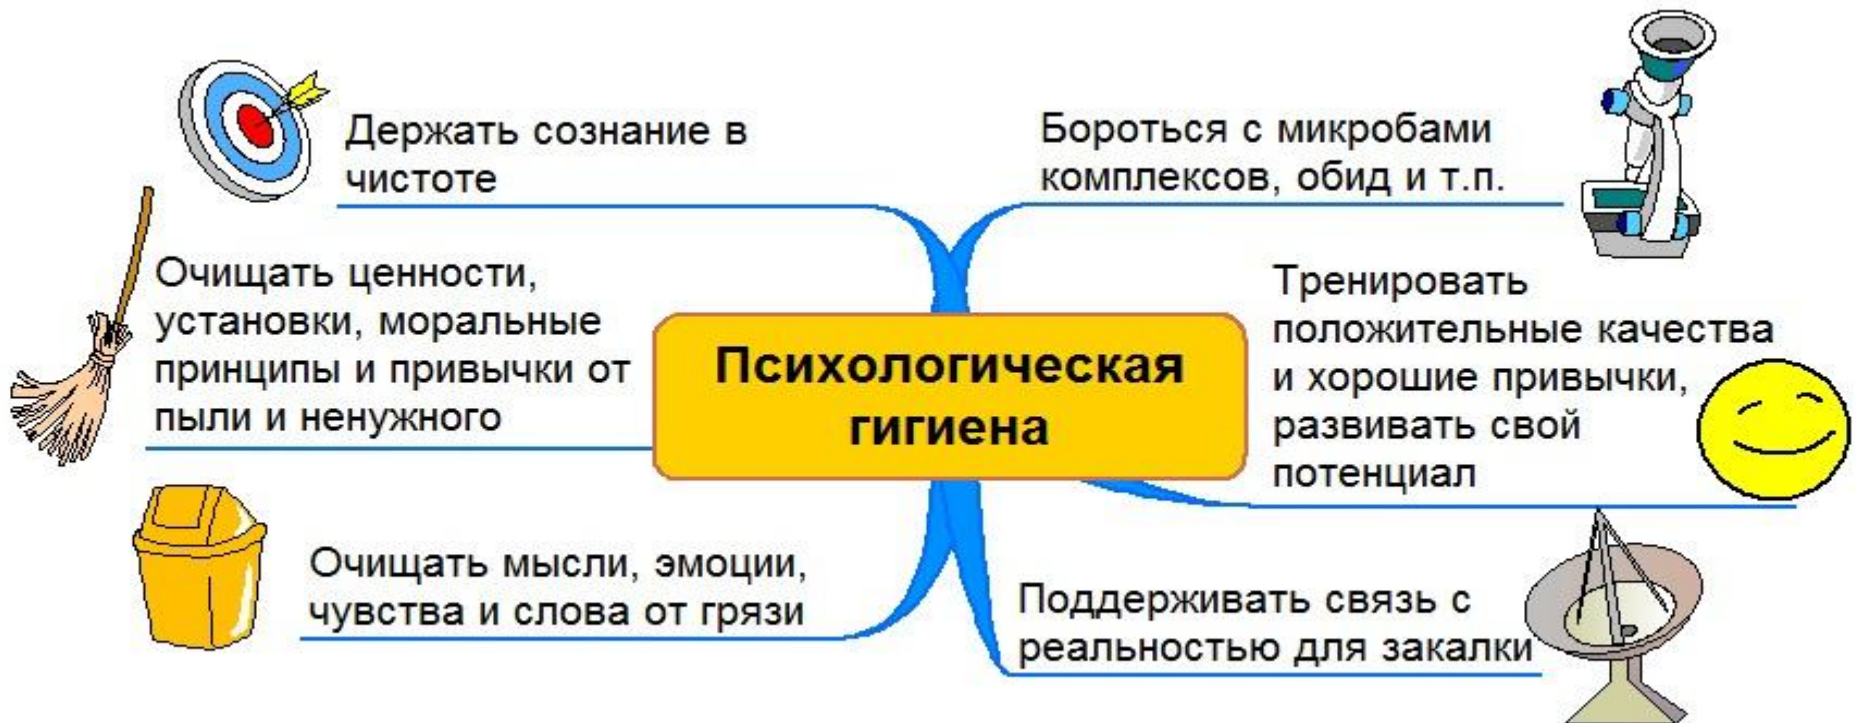 Держать сознание в
чистоте
Очищать ценности,
установки, моральные
принципы и привычки от
пыли и ненужного
Очищать мысли, эмоции,
чувства и слова от грязи
Психологическая
гигиена
Бороться с микробами
комплексов, обид и т.п.
Тренировать
положительные качества
и хорошие привычки,
развивать свой
потенциал
Поддерживать связь с
реальностью для закалки